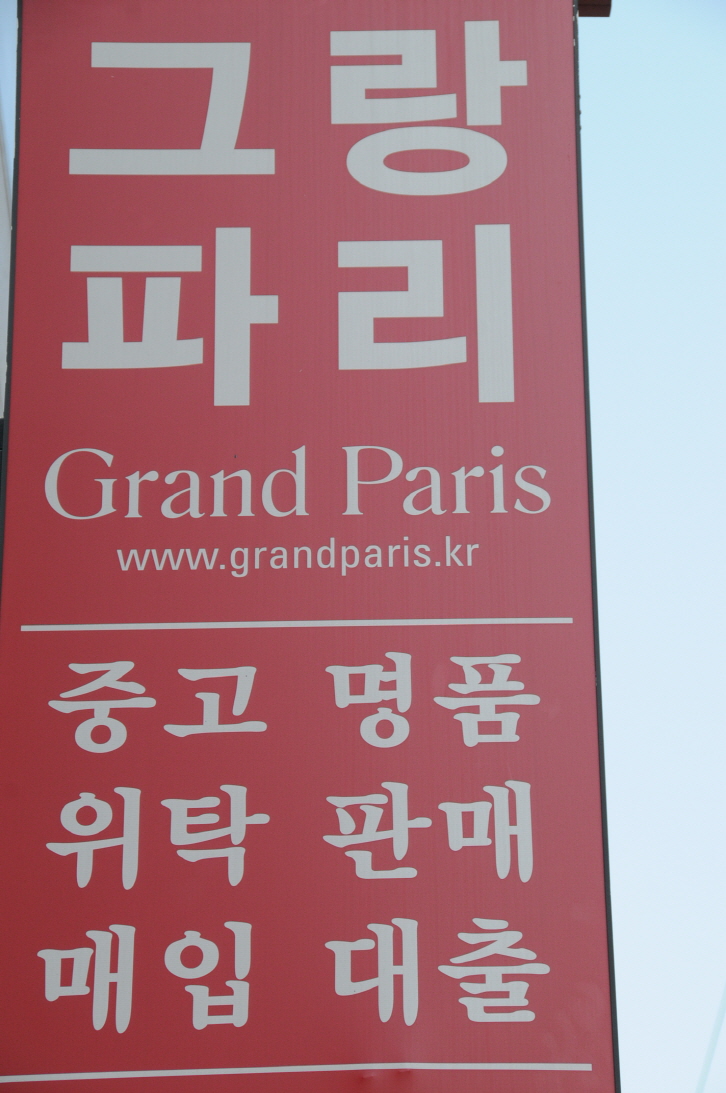 그랑
파리
Grand Paris
www.grandparis.kr
중고 명품
위탁 판매
매입 대출